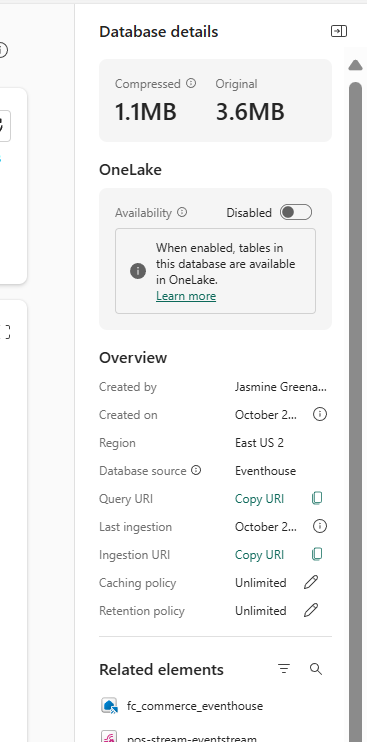 Database details
Compressed Original
1.1MB 3.6MB
OneLake
Availability Disabled
When enabled, tables in
this database are available
in OneLake.
Learn more
Overview
Created by Jasmine Greena...
Created on October 2...
Region East US 2
Database source Eventhouse
Query URI Copy URI
Last ingestion October 2...
Ingestion URI Copy URI
Caching policy Unlimited
Retention policy Unlimited
Related elements
fc_commerce_eventhouse
pos-stream-eventstream